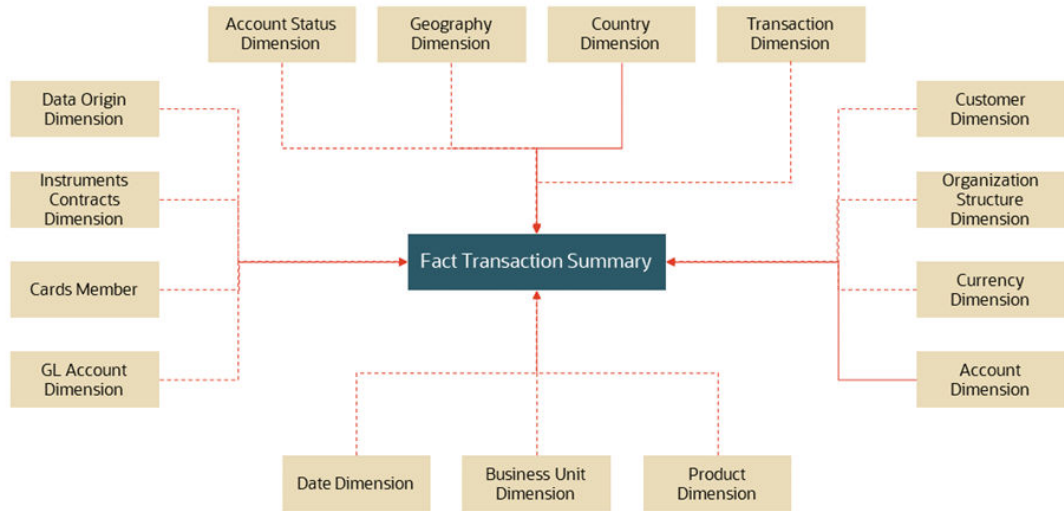 Account Status
Dimension
Geography
Dimension
Country
Dimension
Transaction
Dimension
Data Origin
Dimension
Customer
Dimension
Instruments
Contracts
Dimension
Organization
Structure
Dimension
Fact Transaction Summary
Cards Member
Currency
Dimension
GL Account
Dimension
Account
Dimension
Date Dimension
Business Unit
Dimension
Product
Dimension